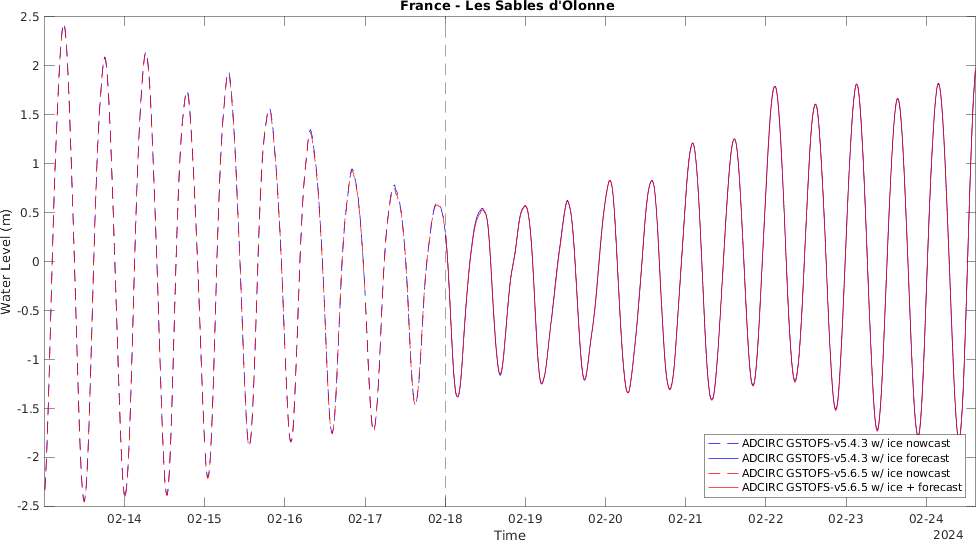 France - Les Sables d'Olonne
2.5
2
1.5
1
0.5
0
-0.5
-1
-1.5
-2
-2.5
Water Level (m)
02-14 02-15 02-16 02-17 02-18 02-19 02-20 02-21 02-22 02-23 02-24
Time
2024
ADCIRC GSTOFS-v5.4.3 w/ ice nowcast
ADCIRC GSTOFS-v5.4.3 w/ ice forecast
ADCIRC GSTOFS-v5.6.5 w/ ice nowcast
ADCIRC GSTOFS-v5.6.5 w/ ice + forecast